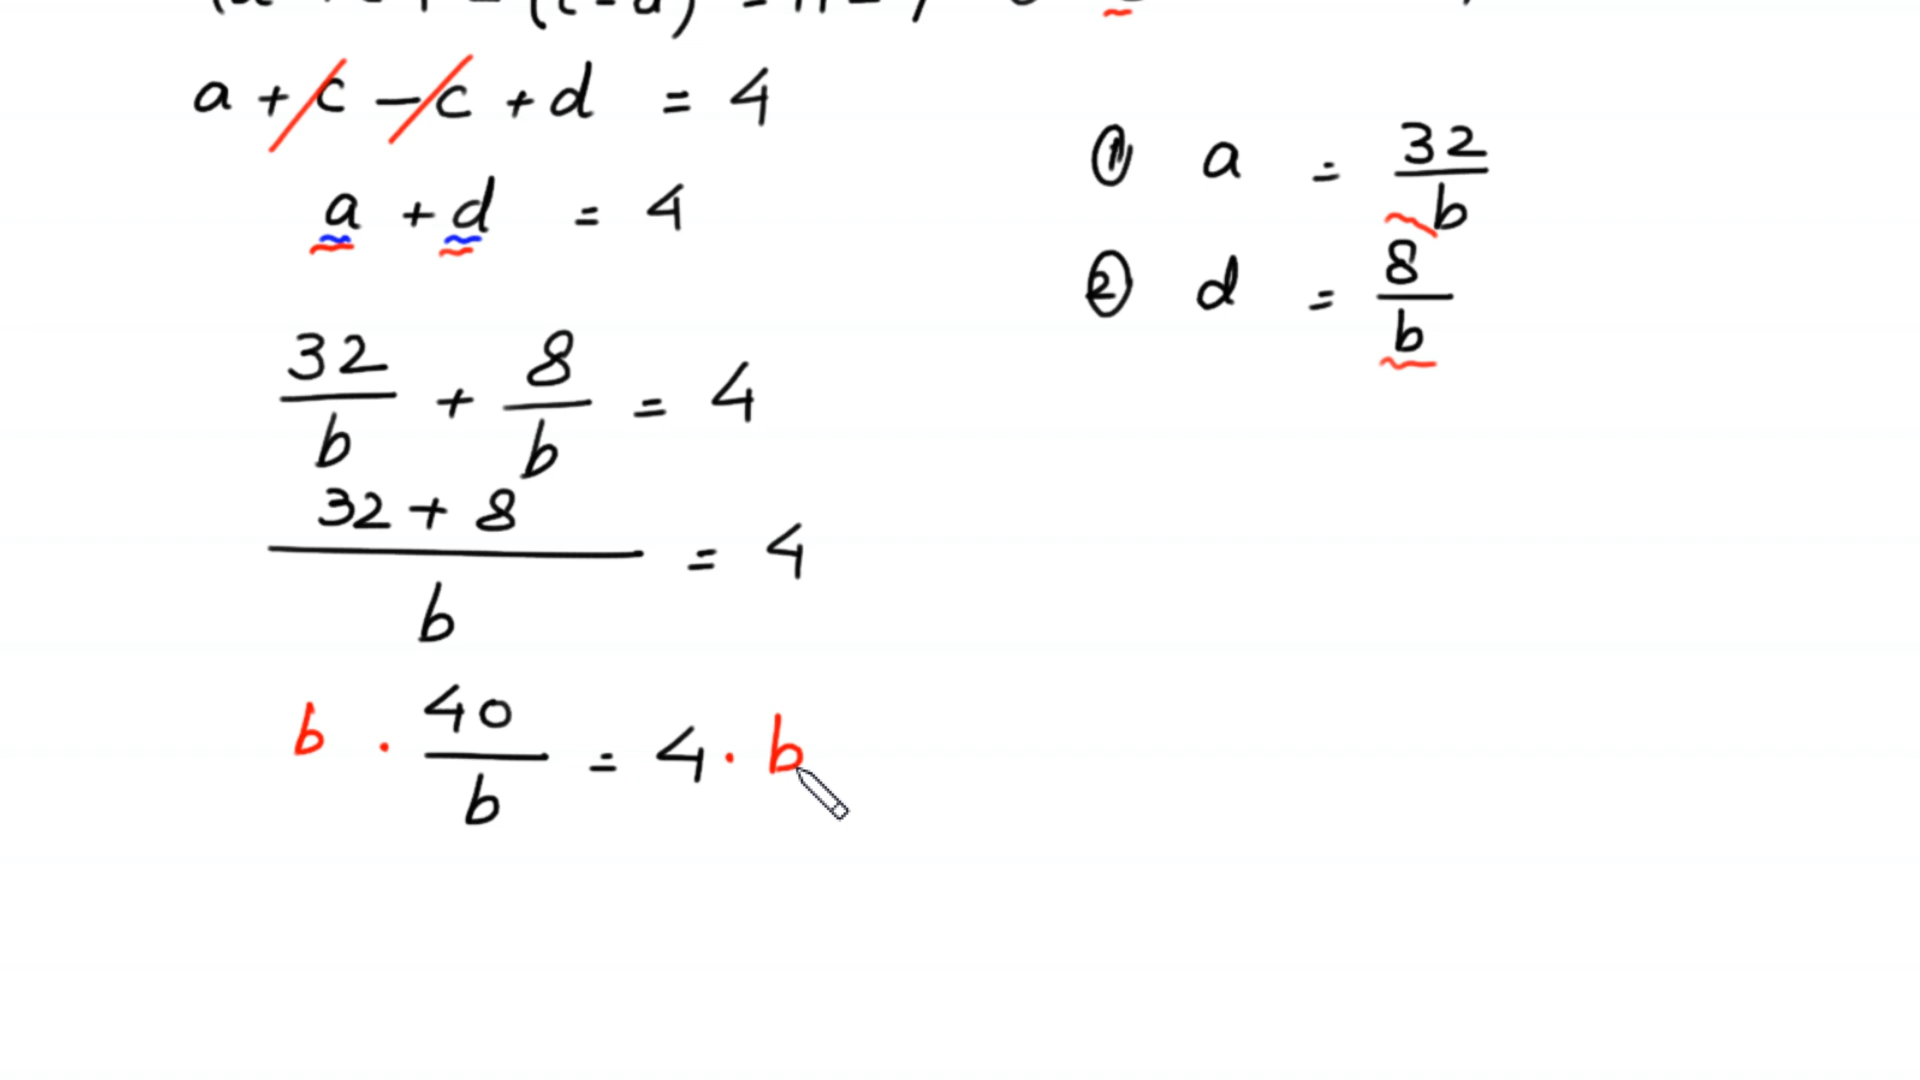 a + c - c + d = 4
a + d = 4
32/b + 8/b = 4
(32 + 8)/b = 4
b · 40/b = 4 · b
① a = 32/b
② d = 8/b